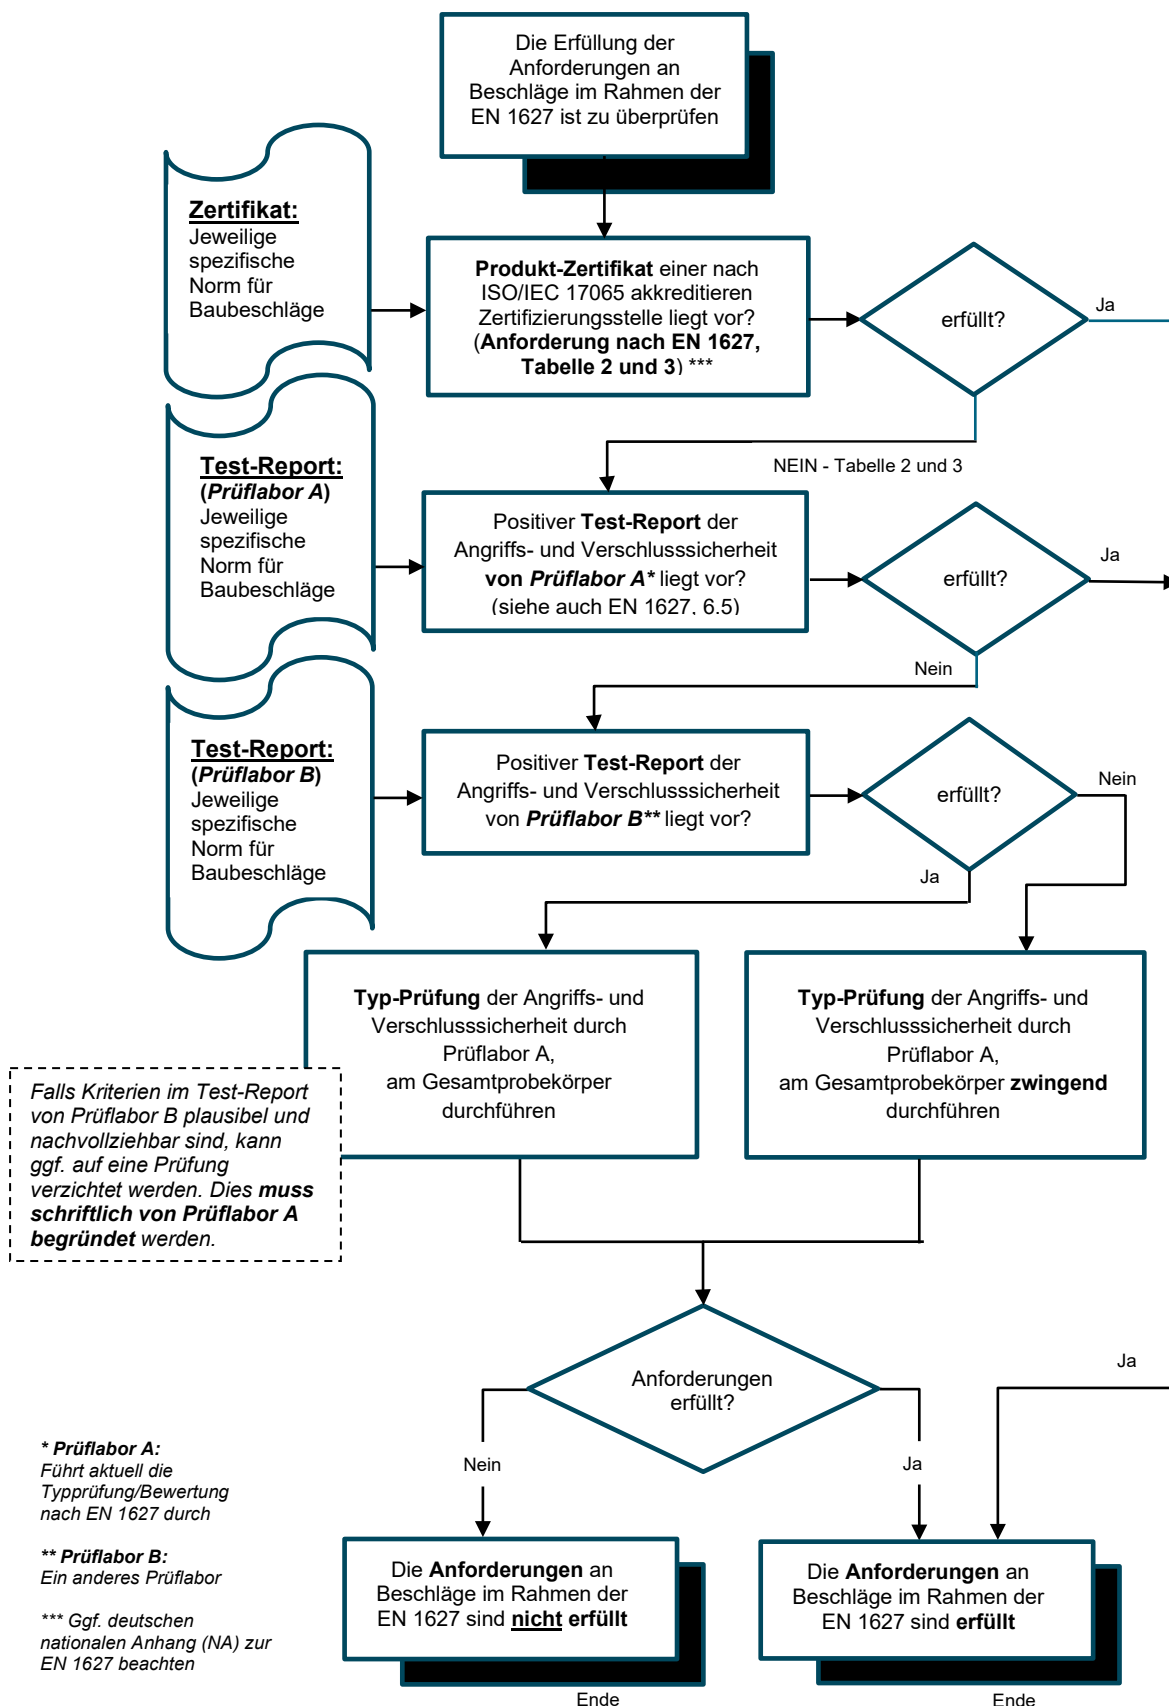 Die Erfüllung der
Anforderungen an
Beschläge im Rahmen der
EN 1627 ist zu überprüfen
Zertifikat:
Jeweilige
spezifische
Norm für
Baubeschläge
Produkt-Zertifikat einer nach
ISO/IEC 17065 akkreditieren
Zertifizierungsstelle liegt vor?
(Anforderung nach EN 1627,
Tabelle 2 und 3) ***
erfüllt?
Ja
NEIN - Tabelle 2 und 3
Test-Report:
(Prüflabor A)
Jeweilige
spezifische
Norm für
Baubeschläge
Positiver Test-Report der
Angriffs- und Verschlusssicherheit
von Prüflabor A* liegt vor?
(siehe auch EN 1627, 6.5)
erfüllt?
Ja
Nein
Test-Report:
(Prüflabor B)
Jeweilige
spezifische
Norm für
Baubeschläge
Positiver Test-Report der
Angriffs- und Verschlusssicherheit
von Prüflabor B** liegt vor?
erfüllt?
Nein
Ja
Typ-Prüfung der Angriffs- und
Verschlusssicherheit durch
Prüflabor A,
am Gesamtprobekörper
durchführen
Typ-Prüfung der Angriffs- und
Verschlusssicherheit durch
Prüflabor A,
am Gesamtprobekörper zwingend
durchführen
Falls Kriterien im Test-Report
von Prüflabor B plausibel und
nachvollziehbar sind, kann
ggf. auf eine Prüfung
verzichtet werden. Dies muss
schriftlich von Prüflabor A
begründet werden.
Anforderungen
erfüllt?
Ja
Nein
Ja
* Prüflabor A:
Führt aktuell die
Typprüfung/Bewertung
nach EN 1627 durch
** Prüflabor B:
Ein anderes Prüflabor
*** Ggf. deutschen
nationalen Anhang (NA) zur
EN 1627 beachten
Die Anforderungen an
Beschläge im Rahmen der
EN 1627 sind nicht erfüllt
Ende
Die Anforderungen an
Beschläge im Rahmen der
EN 1627 sind erfüllt
Ende